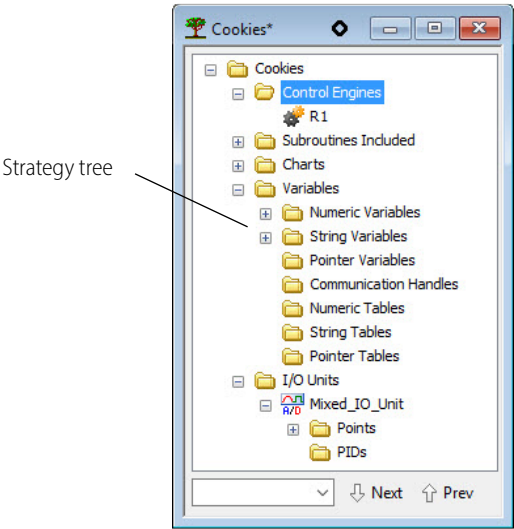 Cookies*
Cookies
Control Engines
R1
Subroutines Included
Charts
Strategy tree
Variables
Numeric Variables
String Variables
Pointer Variables
Communication Handles
Numeric Tables
String Tables
Pointer Tables
I/O Units
A/D Mixed_IO_Unit
Points
PIDs
Next Prev